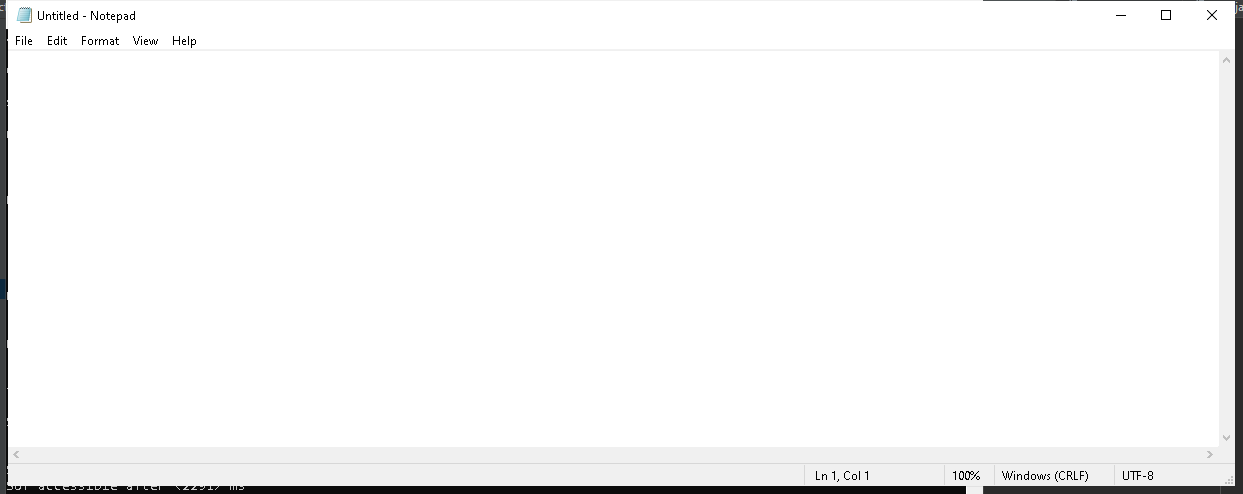 Untitled - Notepad
File Edit Format View Help
Ln 1, Col 1 100% Windows (CRLF) UTF-8
accessible after <2291> ms